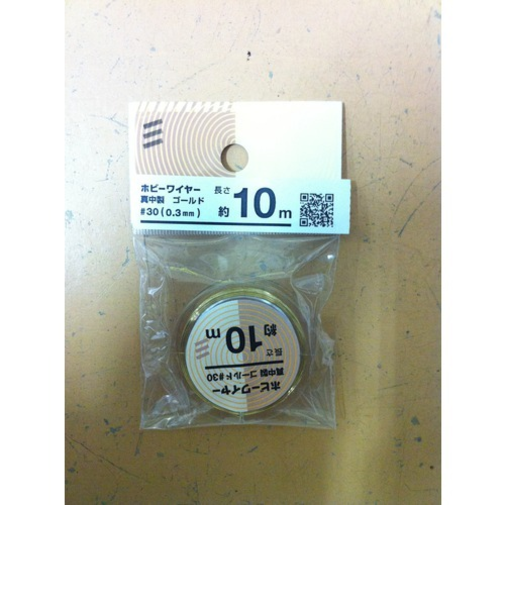 ホビーワイヤー
真中製 ゴールド
#30(0.3mm)
長さ
約10m
ホビーワイヤー
真中製 ゴールド#30
長さ
約10m